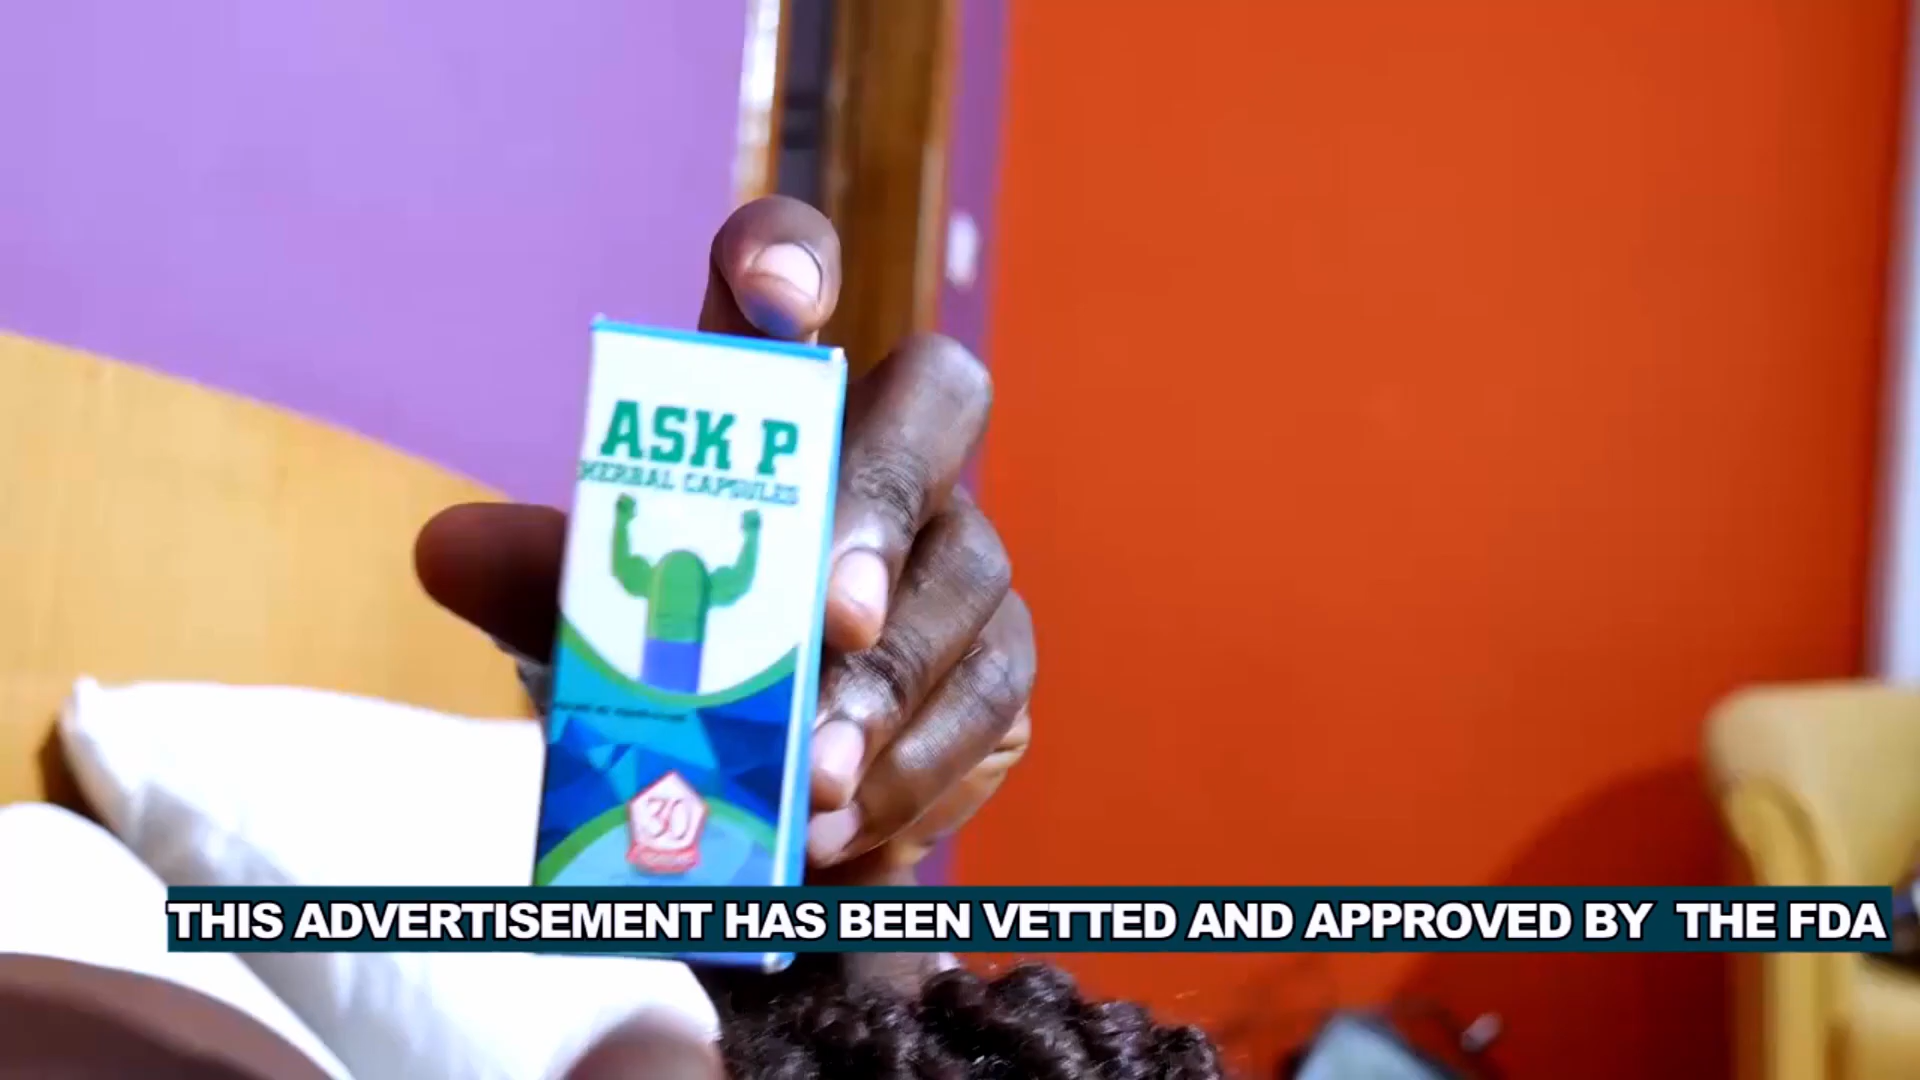 ASK P
HERBAL CAPSULES
30
THIS ADVERTISEMENT HAS BEEN VETTED AND APPROVED BY THE FDA